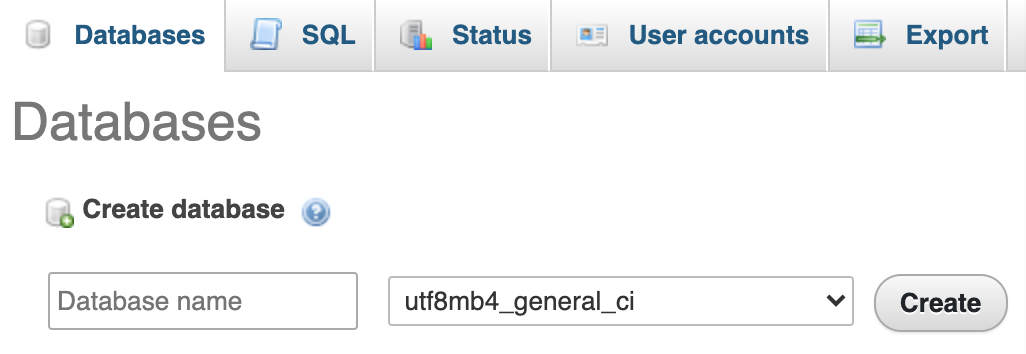 Databases SQL Status User accounts Export
Databases
Create database
Database name utf8mb4_general_ci Create